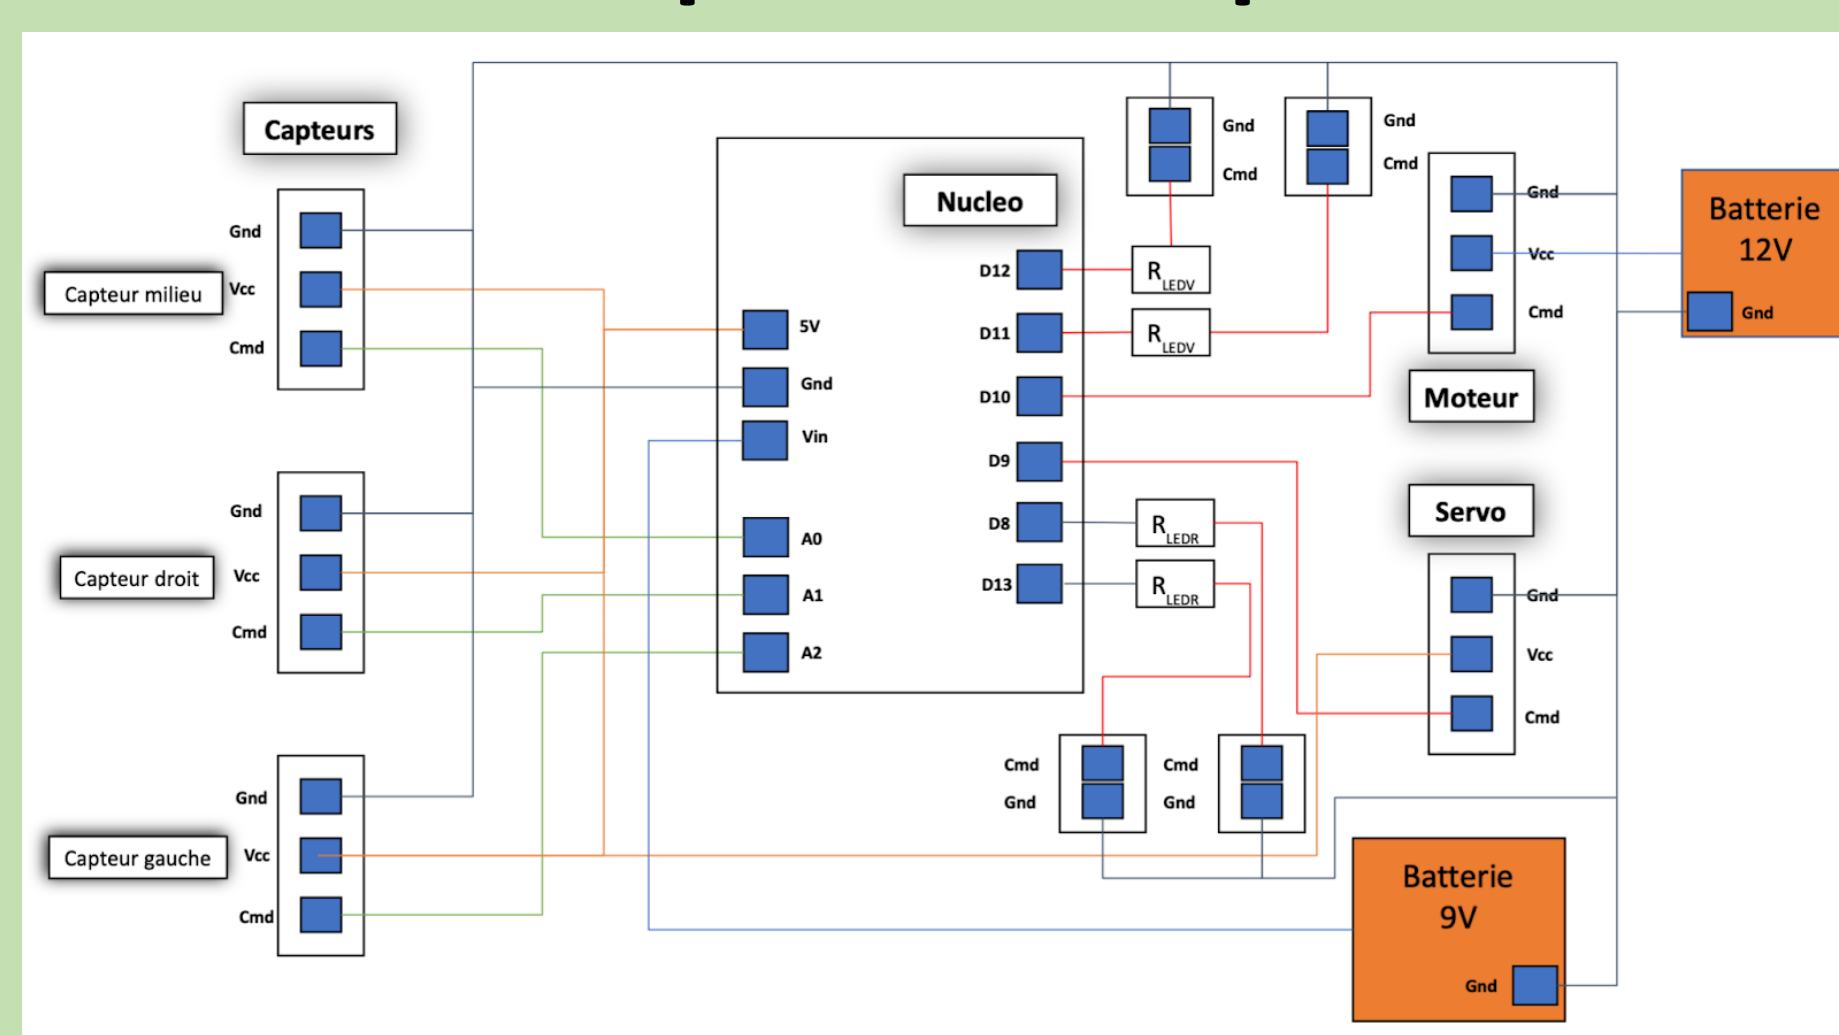 Capteurs
Gnd
Capteur milieu
Vcc
Cmd
Gnd
Capteur droit
Vcc
Cmd
Gnd
Capteur gauche
Vcc
Cmd
Nucleo
5V
Gnd
Vin
A0
A1
A2
D12
D11
D10
D9
D8
D13
R LEDV
R LEDV
R LEDR
R LEDR
Gnd
Cmd
Gnd
Cmd
Gnd
Vcc
Cmd
Moteur
Batterie
12V
Gnd
Servo
Gnd
Vcc
Cmd
Cmd
Gnd
Cmd
Gnd
Batterie
9V
Gnd